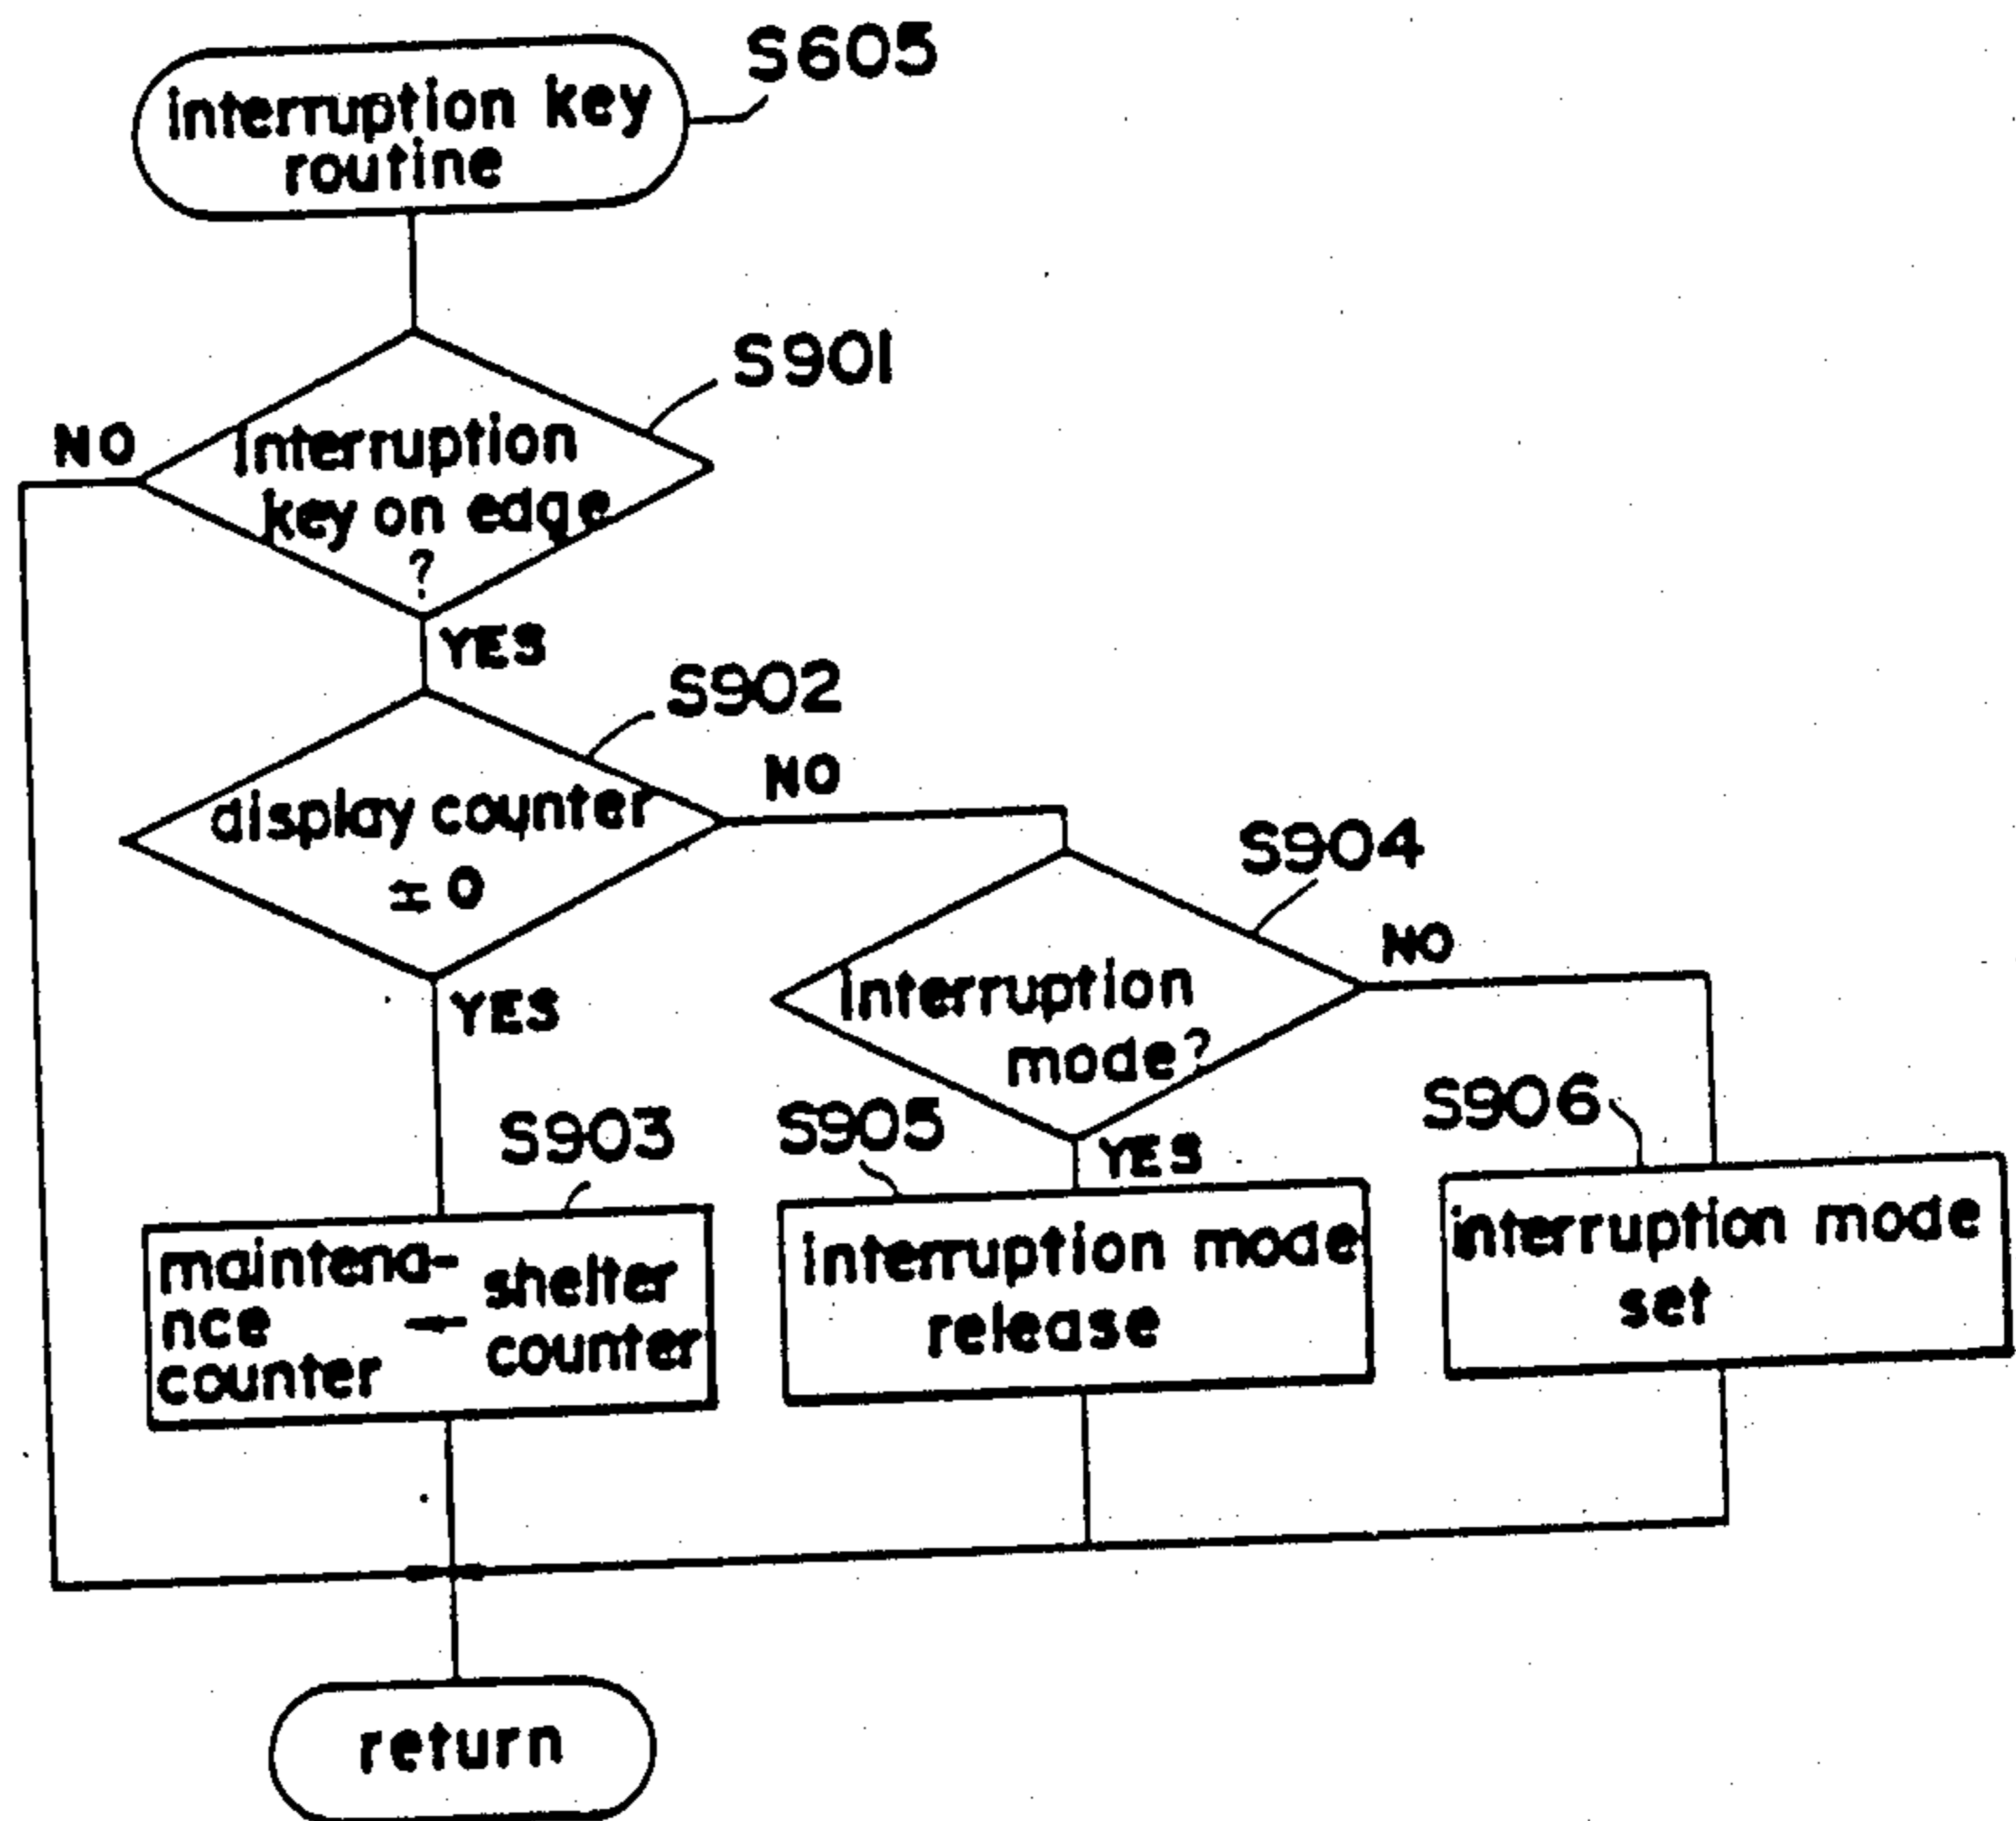 S605
interruption key
routine
S901
Interruption
key on edge
?
NO
YES
S902
display counter
= 0
NO
YES
S904
Interruption
mode?
NO
YES
S903
maintena-
nce
counter
← shelter
counter
S905
Interruption mode
release
S906
interruption mode
set
return